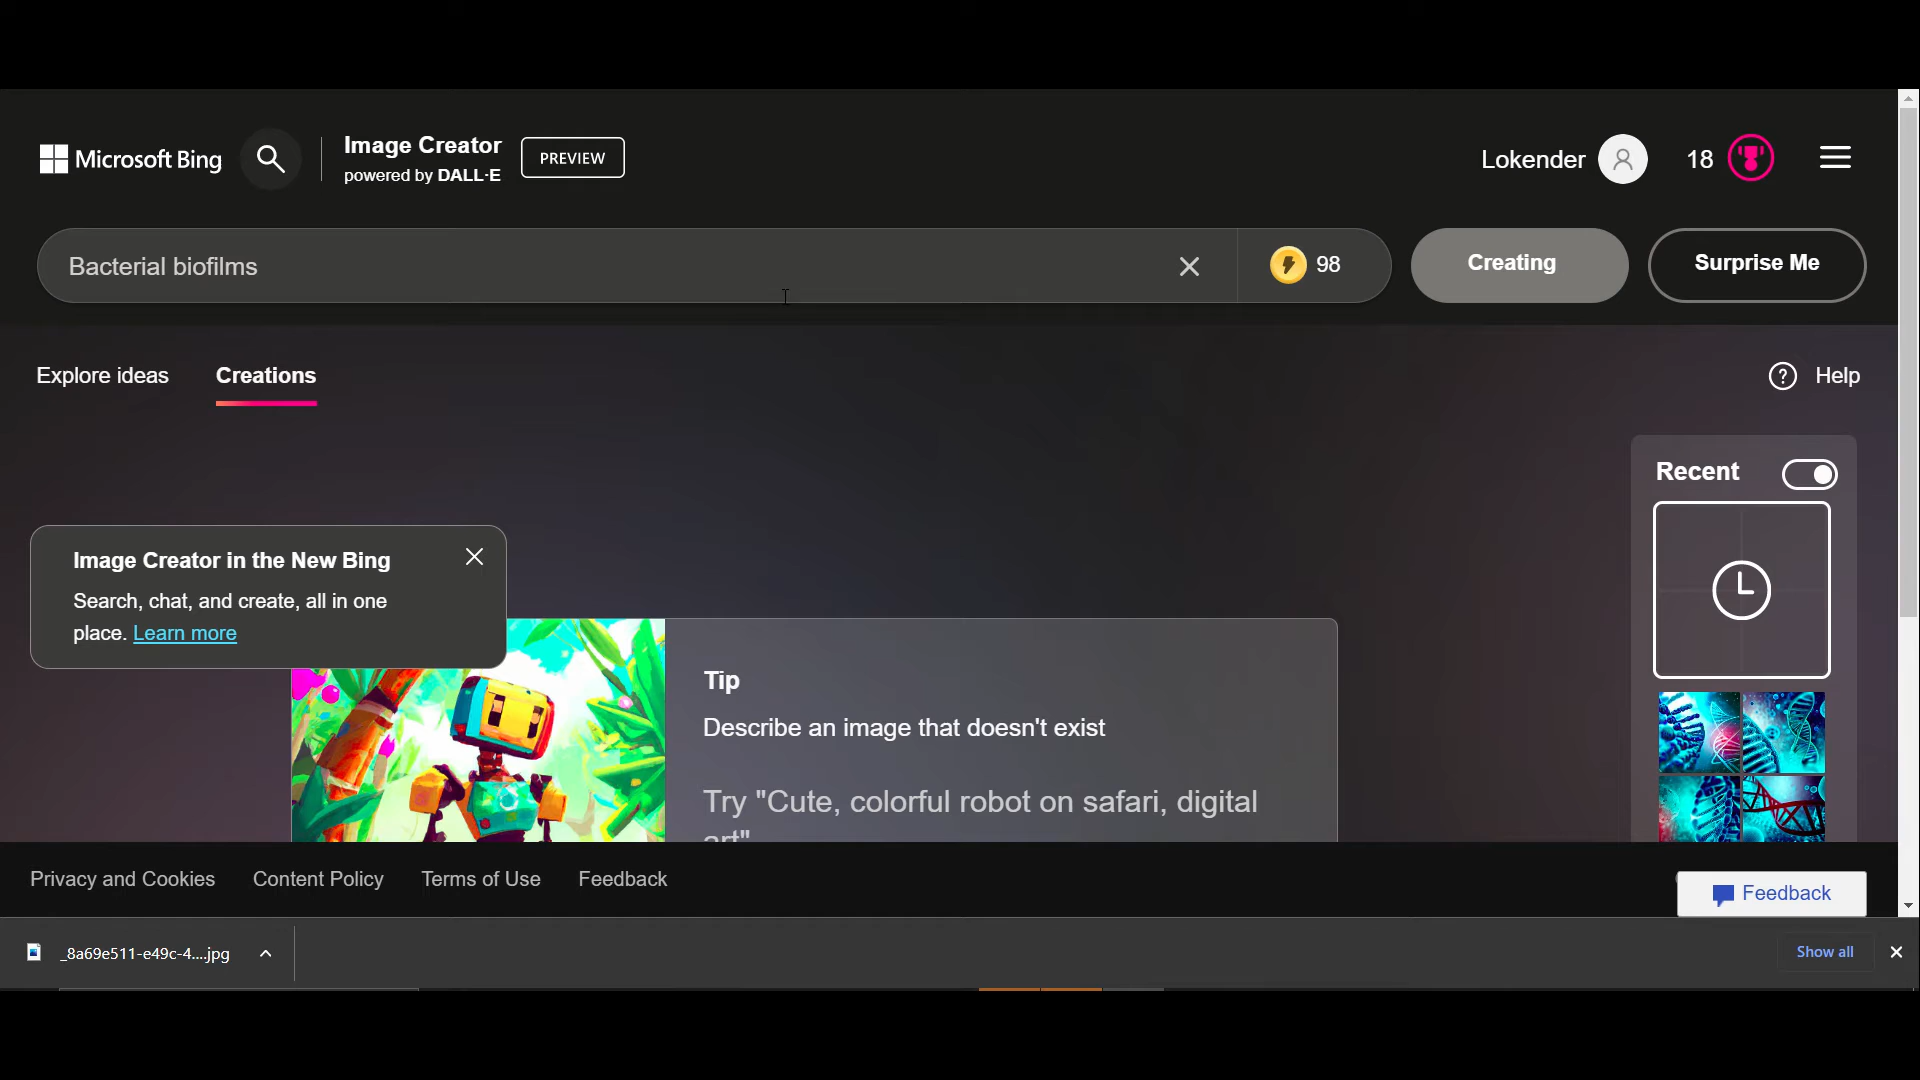 Microsoft Bing
Image Creator
powered by DALL·E
PREVIEW
Lokender
18
Bacterial biofilms
98
Creating
Surprise Me
Explore ideas
Creations
Help
Recent
Image Creator in the New Bing
Search, chat, and create, all in one
place. Learn more
Tip
Describe an image that doesn't exist
Try "Cute, colorful robot on safari, digital
art"
Privacy and Cookies
Content Policy
Terms of Use
Feedback
Feedback
_8a69e511-e49c-4....jpg
Show all